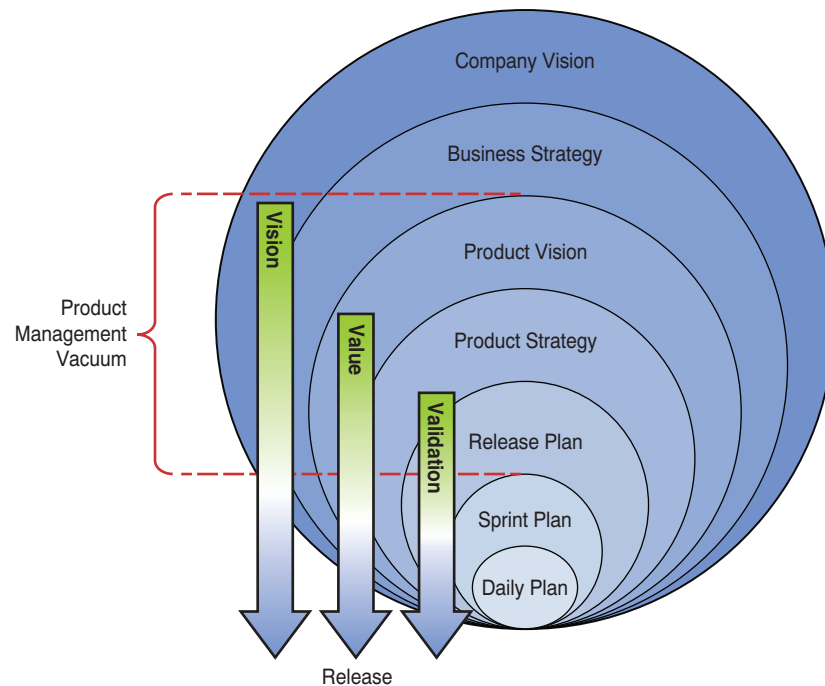 Company Vision
Business Strategy
Product Vision
Product Strategy
Release Plan
Sprint Plan
Daily Plan
Product
Management
Vacuum
Vision
Value
Validation
Release